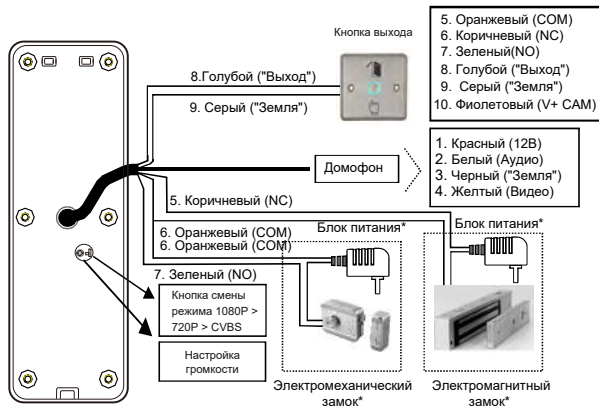 Кнопка выхода
5. Оранжевый (COM)
6. Коричневый (NC)
7. Зеленый(NO)
8. Голубой ("Выход")
9. Серый ("Земля")
10. Фиолетовый (V+ CAM)
8.Голубой ("Выход")
9. Серый ("Земля")
Домофон
1. Красный (12В)
2. Белый (Аудио)
3. Черный ("Земля")
4. Желтый (Видео)
5. Коричневый (NC)
6. Оранжевый (COM)
6. Оранжевый (COM)
7. Зеленый (NO)
Блок питания*
Блок питания*
Кнопка смены
режима 1080P >
720P > CVBS
Настройка
громкости
Электромеханический
замок*
Электромагнитный
замок*